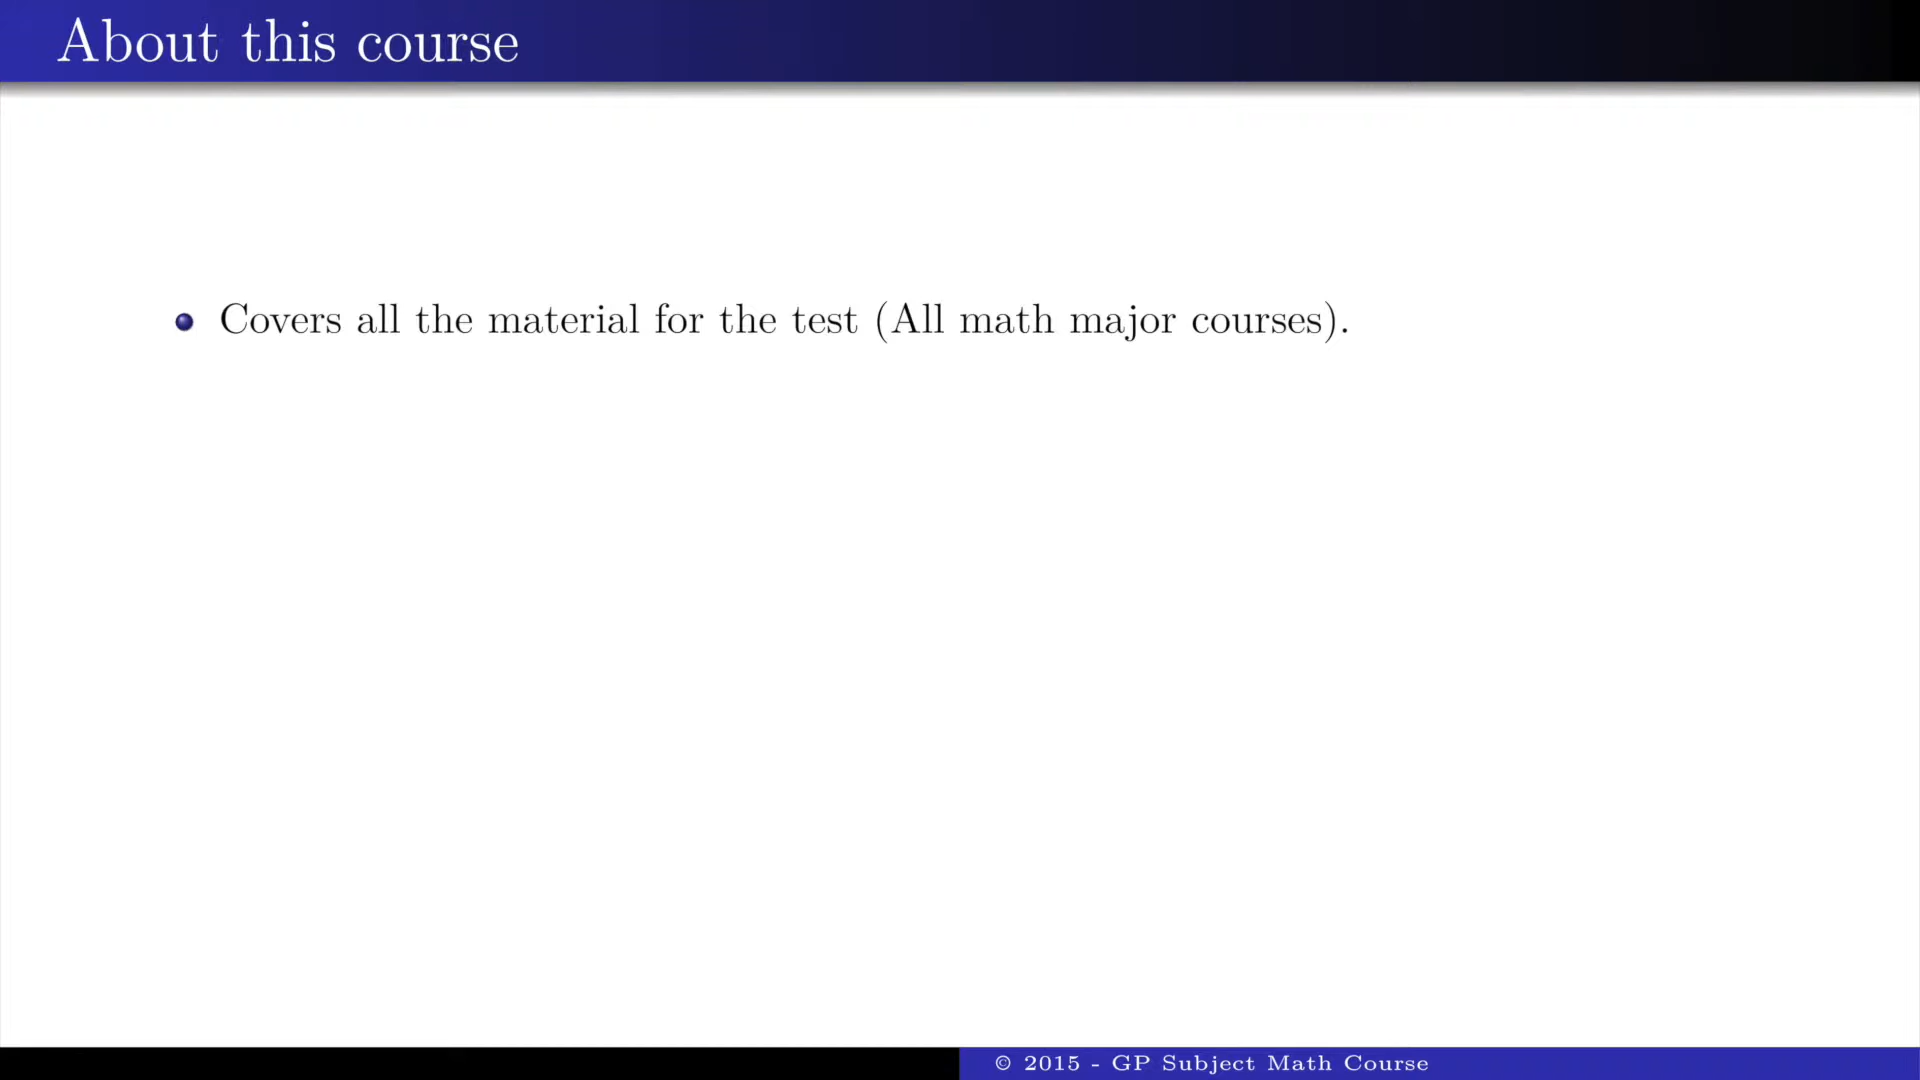 About this course
Covers all the material for the test (All math major courses).
© 2015 - GP Subject Math Course